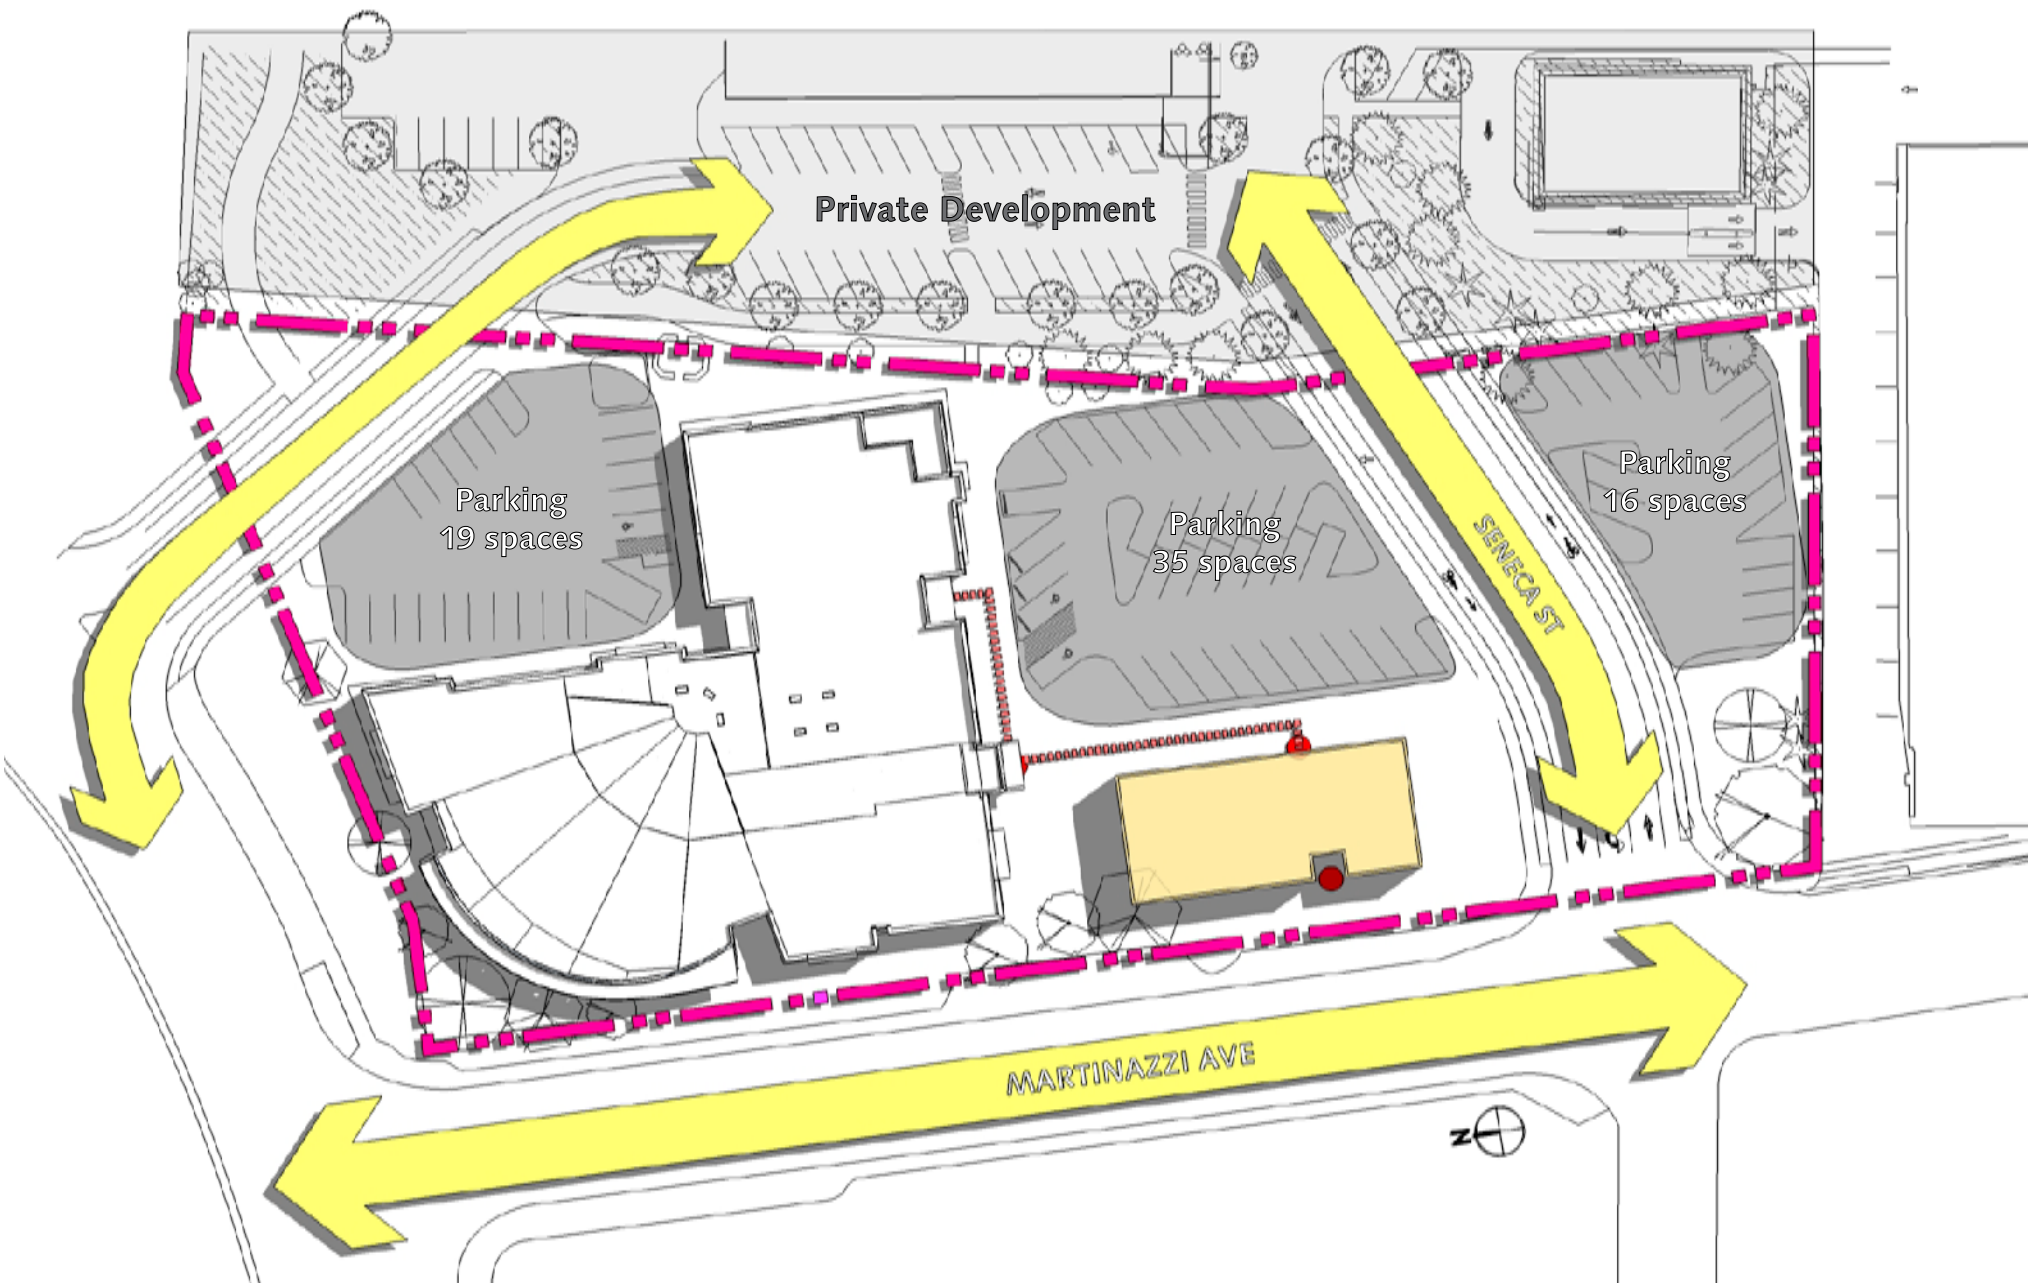 Private Development
Parking
19 spaces
Parking
35 spaces
Parking
16 spaces
SENECA ST
MARTINAZZI AVE
N